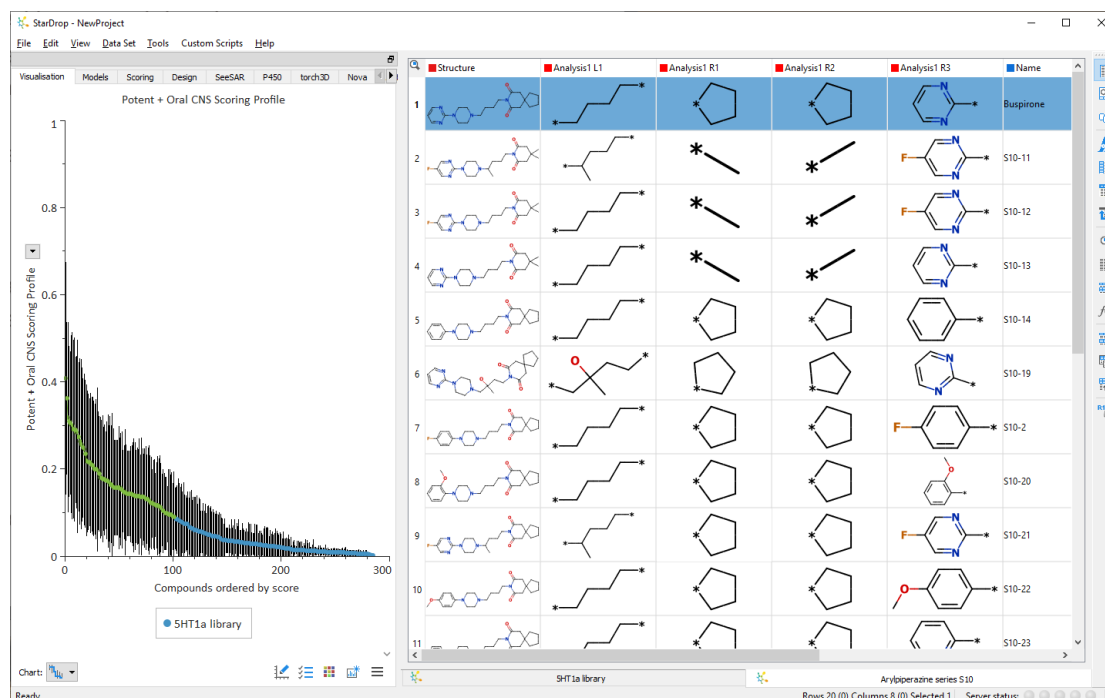 StarDrop - NewProject
File Edit View Data Set Tools Custom Scripts Help
Visualisation Models Scoring Design SeeSAR P450 torch3D Nova
Potent + Oral CNS Scoring Profile
1
0.8
0.6
0.4
0.2
0
Potent + Oral CNS Scoring Profile
0 100 200 300
Compounds ordered by score
5HT1a library
Chart:
Structure Analysis1 L1 Analysis1 R1 Analysis1 R2 Analysis1 R3 Name
1 Buspirone
2 S10-11
3 S10-12
4 S10-13
5 S10-14
6 S10-19
7 S10-2
8 S10-20
9 S10-21
10 S10-22
11 S10-23
5HT1a library Arylpiperazine series S10
Ready Rows 20 (0) Columns 8 (0) Selected 1 Server status: